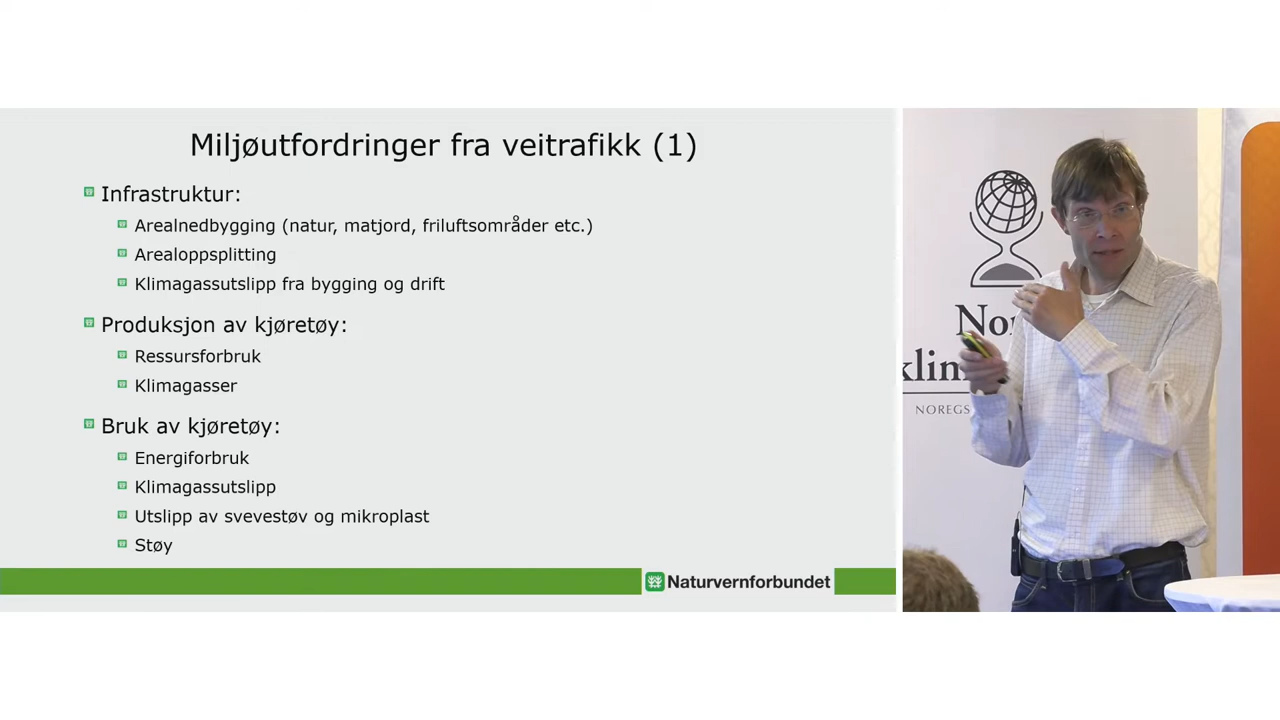 Miljøutfordringer fra veitrafikk (1)
Infrastruktur:
Arealnedbygging (natur, matjord, friluftsområder etc.)
Arealoppsplitting
Klimagassutslipp fra bygging og drift
Produksjon av kjøretøy:
Ressursforbruk
Klimagasser
Bruk av kjøretøy:
Energiforbruk
Klimagassutslipp
Utslipp av svevestøv og mikroplast
Støy
Naturvernforbundet
NOREGS